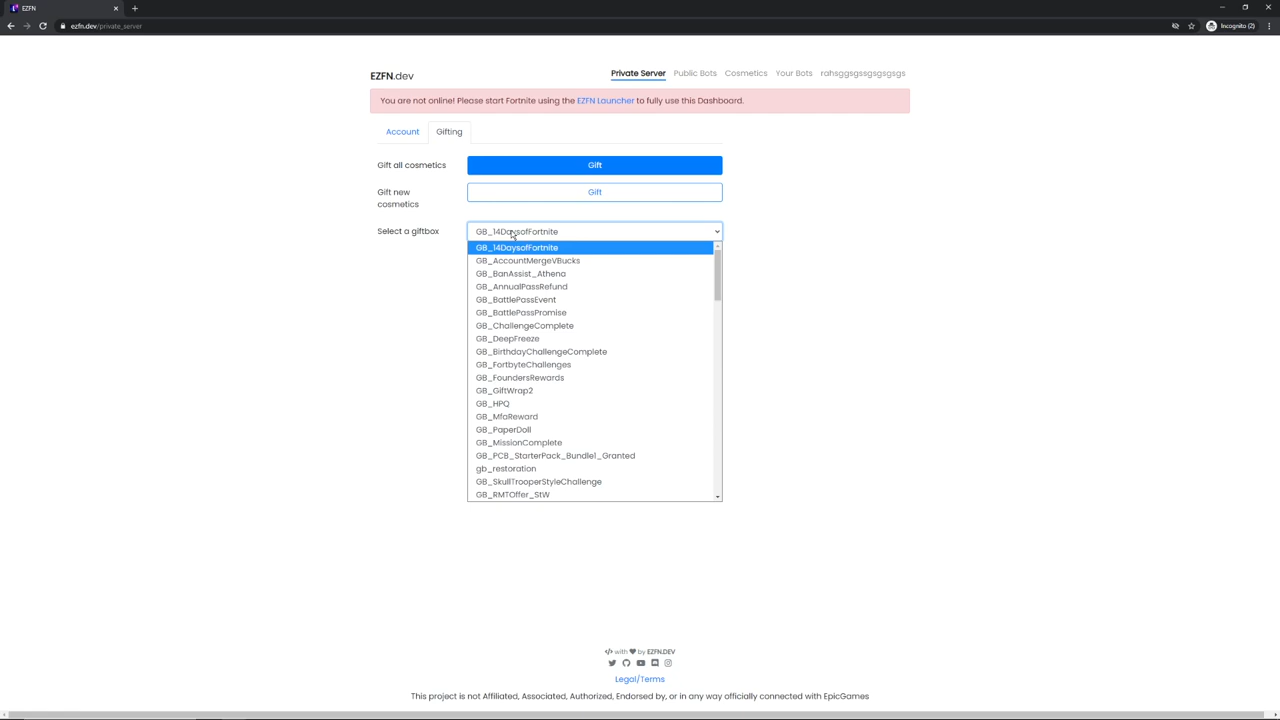 EZFN
ezfn.dev/private_server
Incognito (2)
EZFN.dev
Private Server
Public Bots
Cosmetics
Your Bots
rahsggsgssgsgsgsgs
You are not online! Please start Fortnite using the EZFN Launcher to fully use this Dashboard.
Account
Gifting
Gift all cosmetics
Gift
Gift new
cosmetics
Gift
Select a giftbox
GB_14DaysofFortnite
GB_14DaysofFortnite
GB_AccountMergeVBucks
GB_BanAssist_Athena
GB_AnnualPassRefund
GB_BattlePassEvent
GB_BattlePassPromise
GB_ChallengeComplete
GB_DeepFreeze
GB_BirthdayChallengeComplete
GB_FortbyteChallenges
GB_FoundersRewards
GB_GiftWrap2
GB_HPQ
GB_MfaReward
GB_PaperDoll
GB_MissionComplete
GB_PCB_StarterPack_Bundle1_Granted
gb_restoration
GB_SkullTrooperStyleChallenge
GB_RMTOffer_StW
with by EZFN.DEV
Legal/Terms
This project is not Affiliated, Associated, Authorized, Endorsed by, or in any way officially connected with EpicGames